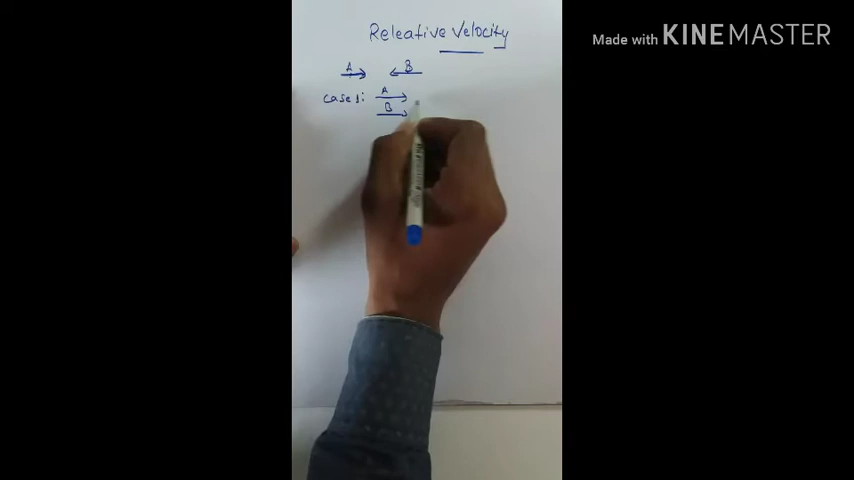 Releative Velocity
A B
case 1: A
B
Made with KINEMASTER